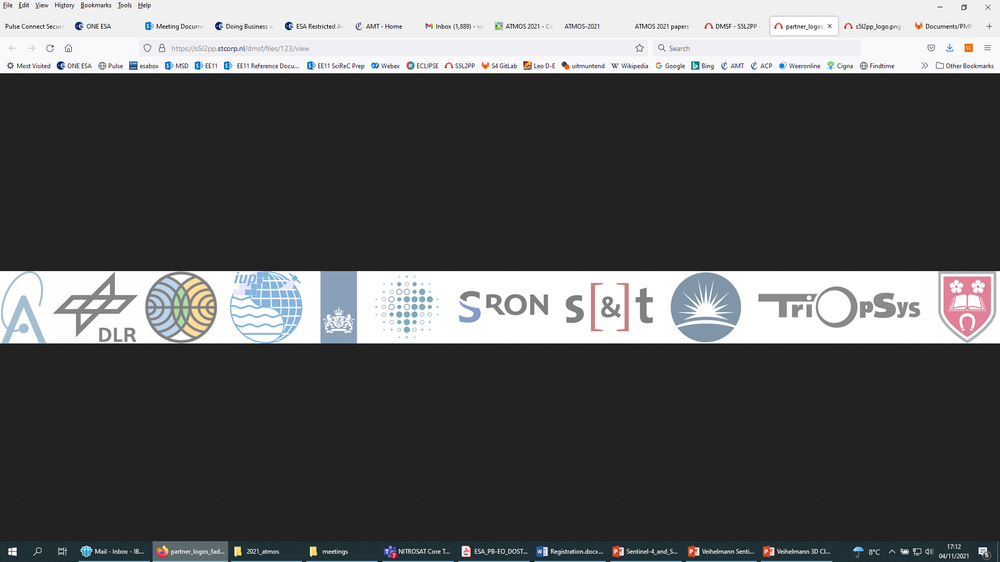 File Edit View History Bookmarks Tools Help
Pulse Connect Secure ONE ESA Meeting Docume Doing Business w ESA Restricted Ar AMT - Home Inbox (1,889) - ve ATMOS 2021 - Co ATMOS-2021 ATMOS 2021 papers - DMSF - S5L2PP - partner_logos_ s5l2pp_logo.png Documents/PMP
https://s5l2pp.stcorp.nl/dmsf/files/123/view Search SC
Most Visited ONE ESA Pulse esabox MSD EE11 EE11 Reference Docu... EE11 SciReC Prep Webex ECLIPSE S5L2PP S4 GitLab Leo D-E uitmuntend Wikipedia Google Bing AMT ACP Weeronline Cigna Findtime Other Bookmarks
iup
DLR
SRON
s[&]t
TriOpSys
Mail - Inbox - IB... partner_logos_fad... 2021_atmos meetings NITROSAT Core T... ESA_PB-EO_DOST... Registration.docx... Sentinel-4_and_S... Veihelmann Senti... Veihelmann 3D Cl... 8°C 17:12
7 04/11/2021 6